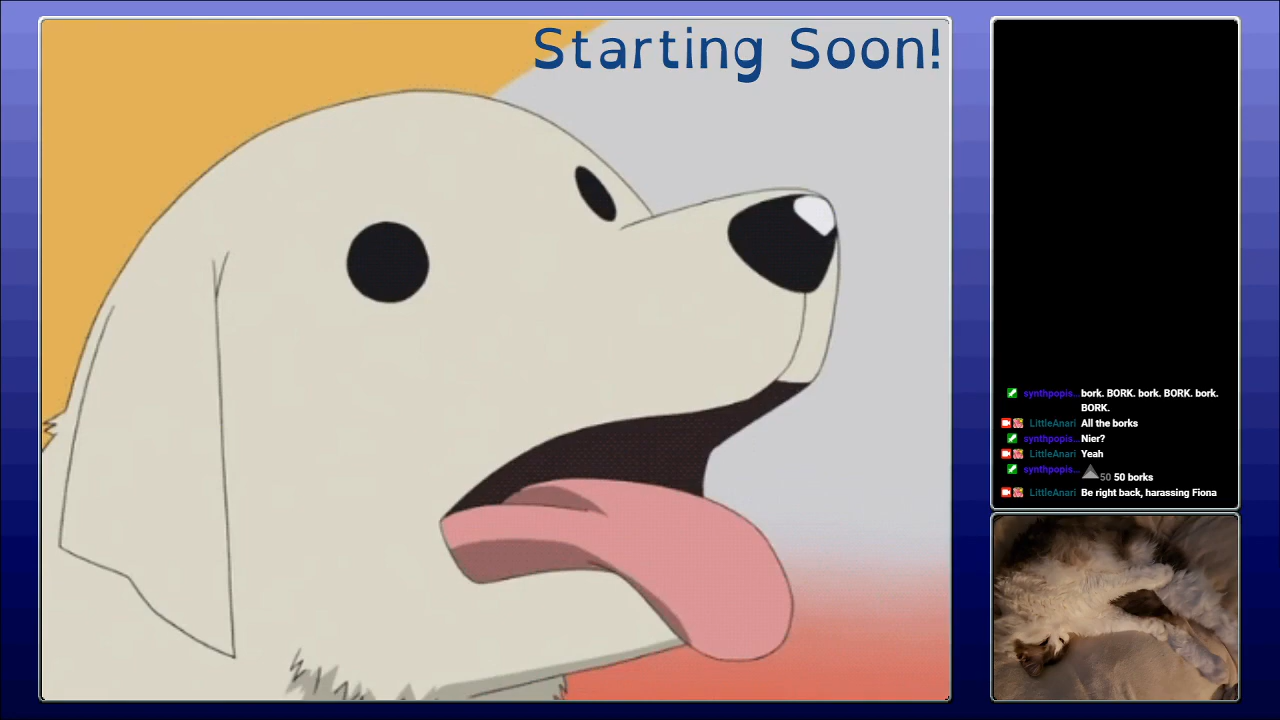 Starting Soon!
synthpopis.. bork. BORK. bork. BORK. bork.
BORK.
LittleAnari All the borks
synthpopis.. Nier?
LittleAnari Yeah
synthpopis.. 50 50 borks
LittleAnari Be right back, harassing Fiona